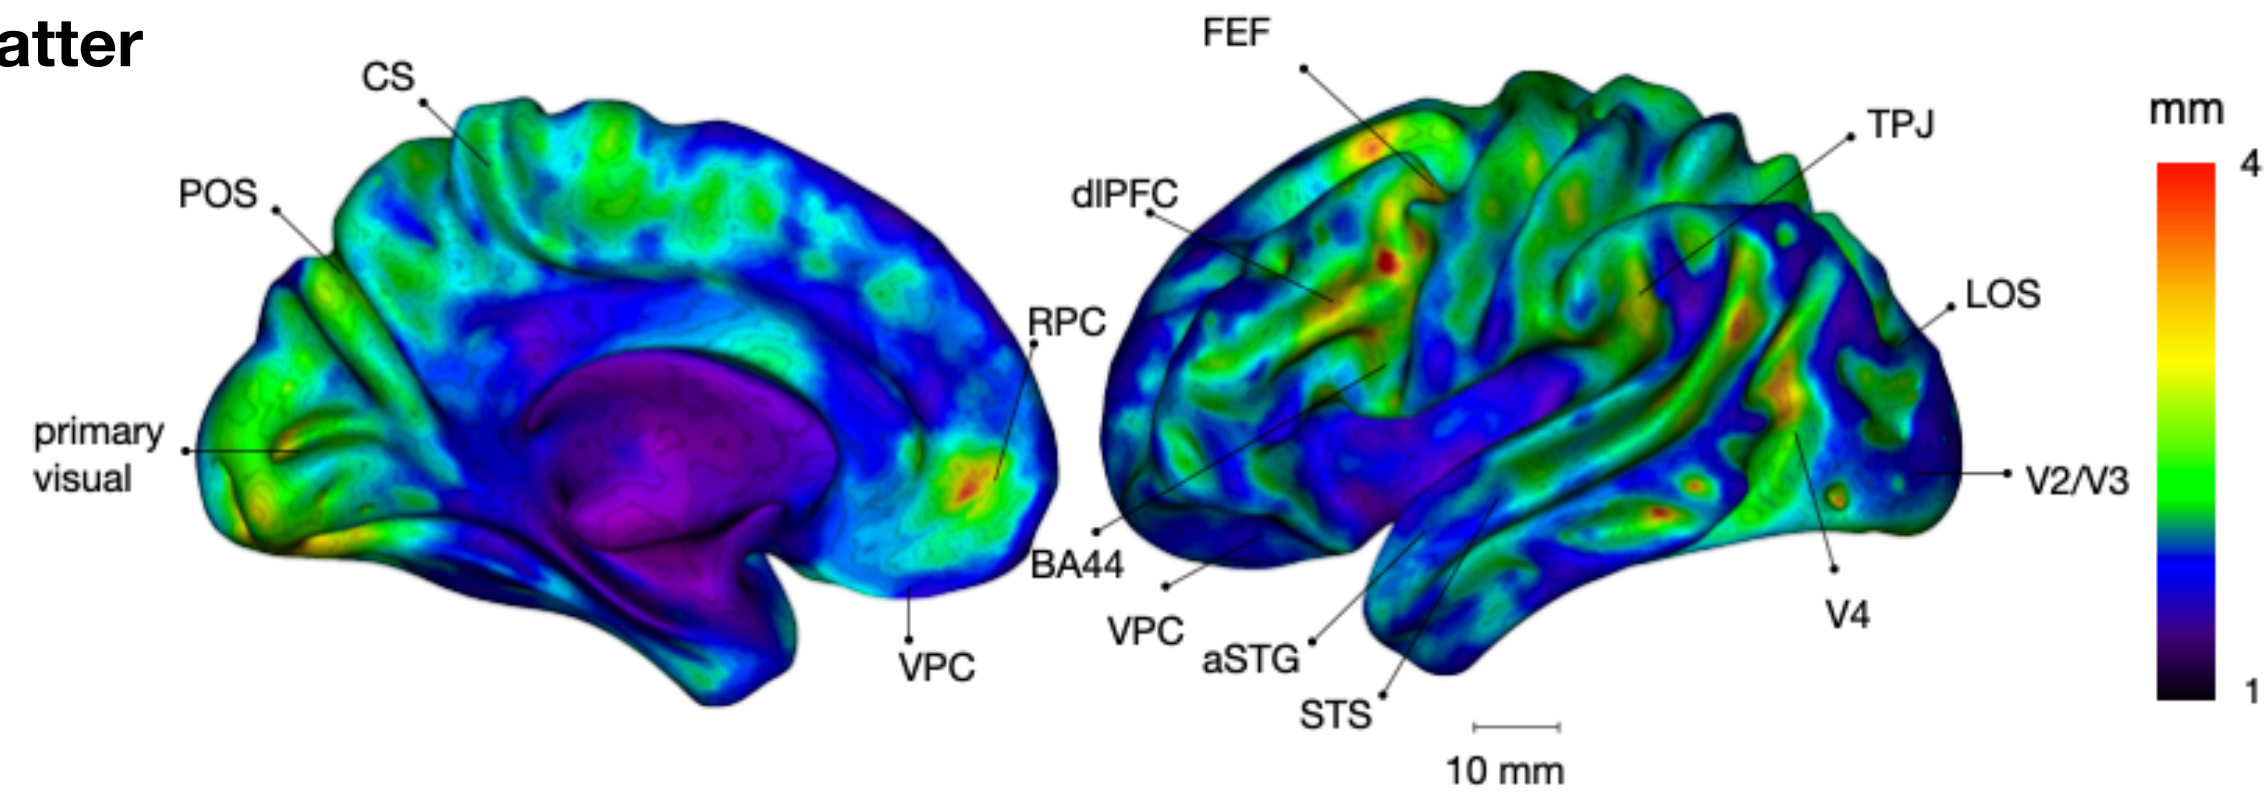 atter
CS
POS
primary
visual
RPC
VPC
FEF
dlPFC
TPJ
LOS
V2/V3
V4
BA44
VPC
aSTG
STS
10 mm
mm
4
1